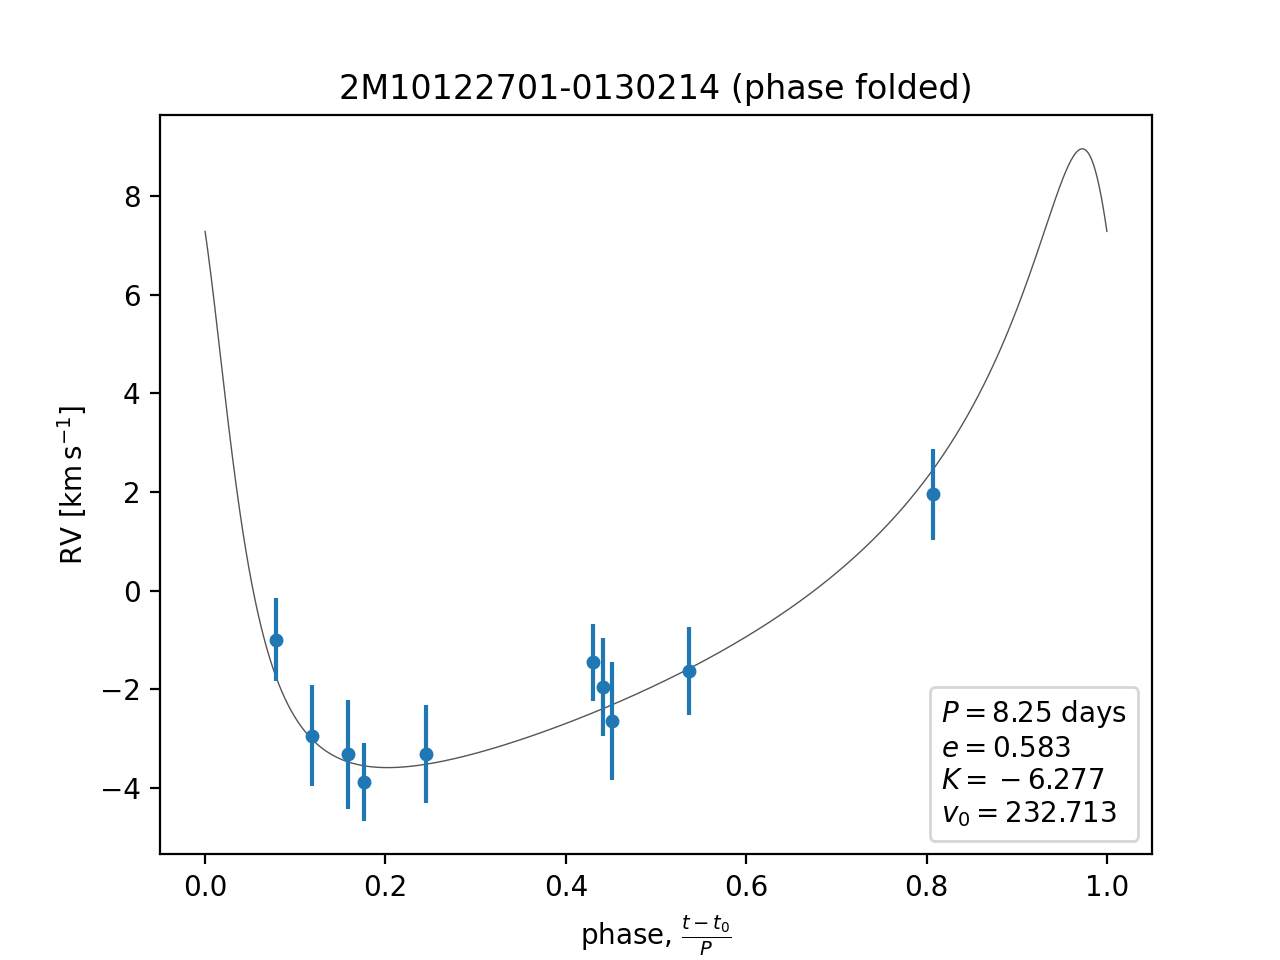 2M10122701-0130214 (phase folded)
RV [km s⁻¹]
8
6
4
2
0
−2
−4
P = 8.25 days
e = 0.583
K = − 6.277
v₀ = 232.713
0.0 0.2 0.4 0.6 0.8 1.0
phase, (t − t₀)/P